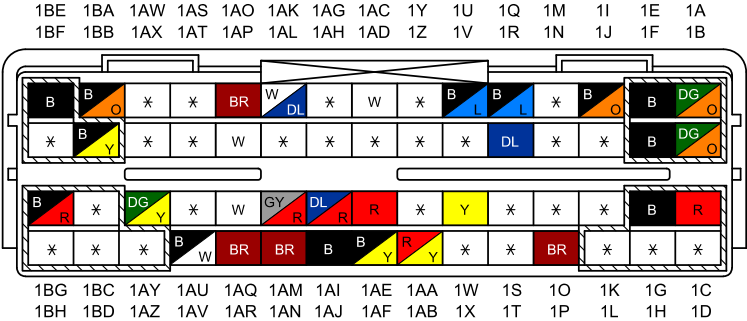 1BE 1BA 1AW 1AS 1AO 1AK 1AG 1AC 1Y 1U 1Q 1M 1I 1E 1A
1BF 1BB 1AX 1AT 1AP 1AL 1AH 1AD 1Z 1V 1R 1N 1J 1F 1B
B B O * * BR W DL * W * B L B L * B O B DG O
* B Y * * W * * * * * DL * * B DG O
B R * DG Y * W GY R DL R R * Y * * * B R
* * * B W BR BR B B Y R Y * * BR * * *
1BG 1BC 1AY 1AU 1AQ 1AM 1AI 1AE 1AA 1W 1S 1O 1K 1G 1C
1BH 1BD 1AZ 1AV 1AR 1AN 1AJ 1AF 1AB 1X 1T 1P 1L 1H 1D